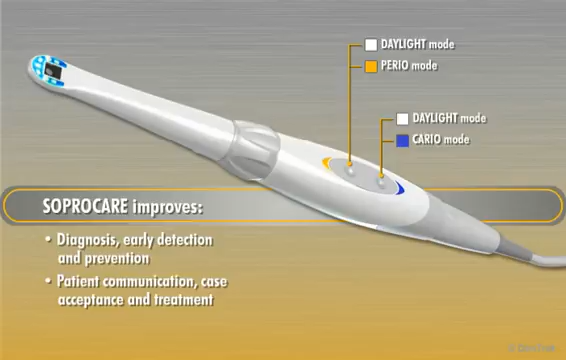 DAYLIGHT mode
PERIO mode
DAYLIGHT mode
CARIO mode
SOPROCARE improves:
• Diagnosis, early detection
and prevention
• Patient communication, case
acceptance and treatment